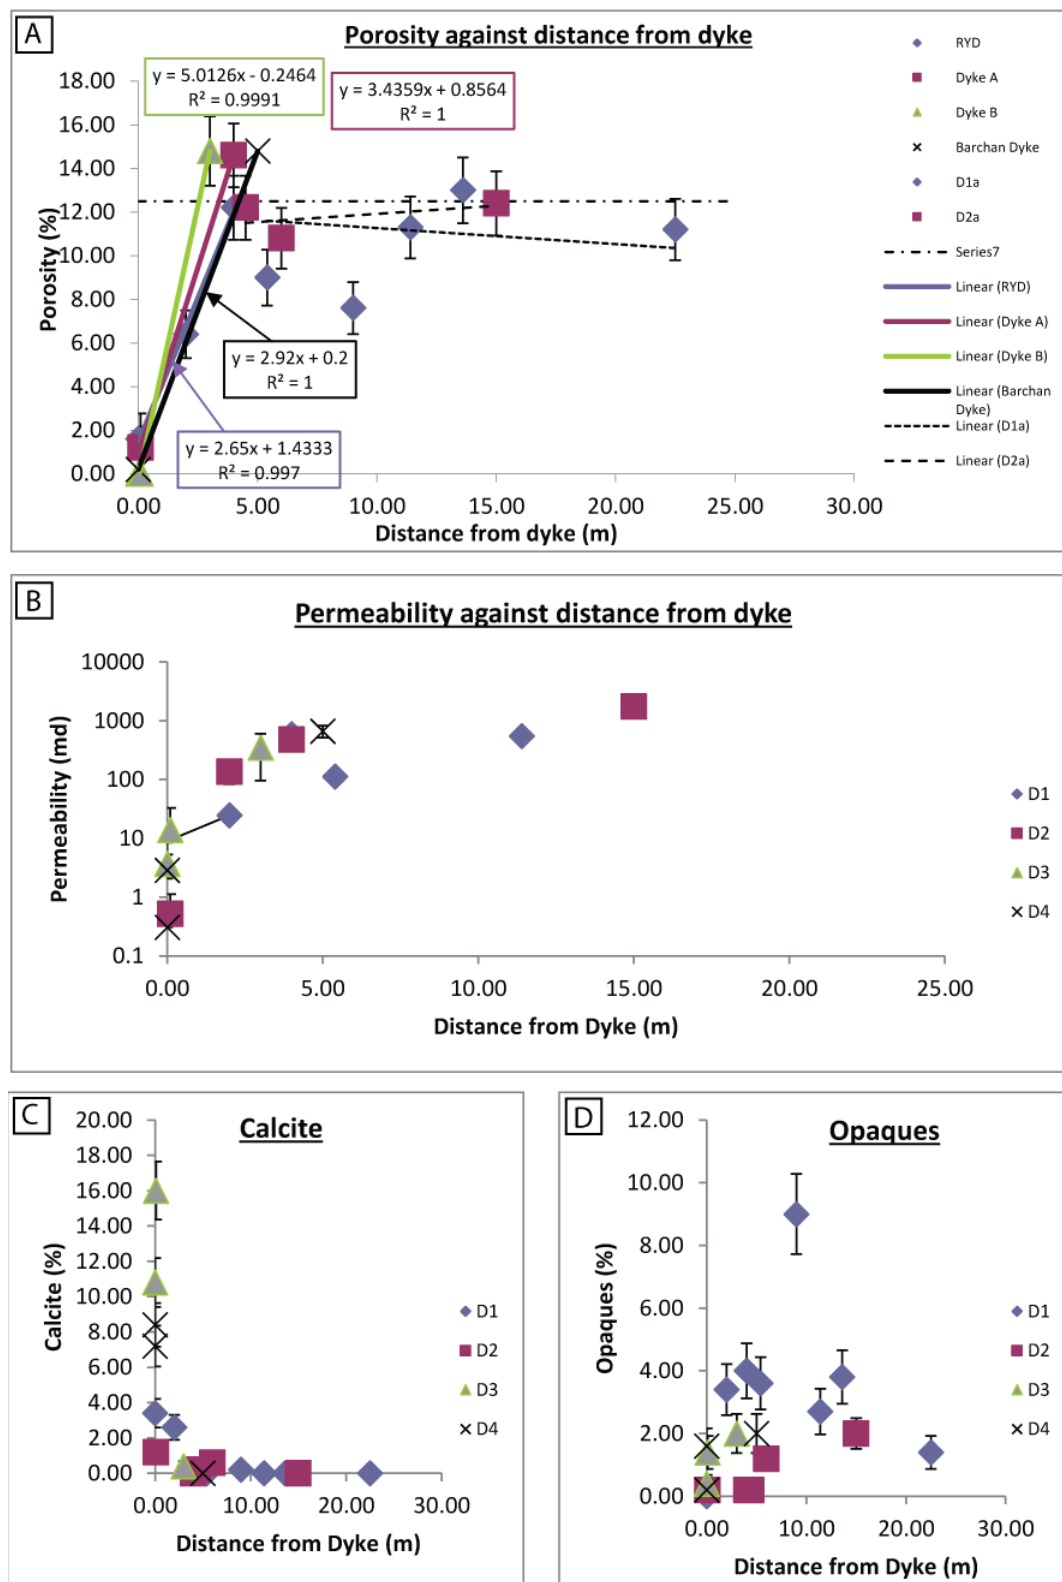 A
Porosity against distance from dyke
y = 5.0126x - 0.2464
R² = 0.9991
y = 3.4359x + 0.8564
R² = 1
y = 2.92x + 0.2
R² = 1
y = 2.65x + 1.4333
R² = 0.997
Porosity (%)
18.00
16.00
14.00
12.00
10.00
8.00
6.00
4.00
2.00
0.00
0.00 5.00 10.00 15.00 20.00 25.00 30.00
Distance from dyke (m)
RYD
Dyke A
Dyke B
Barchan Dyke
D1a
D2a
Series7
Linear (RYD)
Linear (Dyke A)
Linear (Dyke B)
Linear (Barchan
Dyke)
Linear (D1a)
Linear (D2a)
B
Permeability against distance from dyke
Permeability (md)
10000
1000
100
10
1
0.1
0.00 5.00 10.00 15.00 20.00 25.00
Distance from Dyke (m)
D1
D2
D3
D4
C
Calcite
Calcite (%)
20.00
18.00
16.00
14.00
12.00
10.00
8.00
6.00
4.00
2.00
0.00
0.00 10.00 20.00 30.00
Distance from Dyke (m)
D1
D2
D3
D4
D
Opaques
Opaques (%)
12.00
10.00
8.00
6.00
4.00
2.00
0.00
0.00 10.00 20.00 30.00
Distance from Dyke (m)
D1
D2
D3
D4